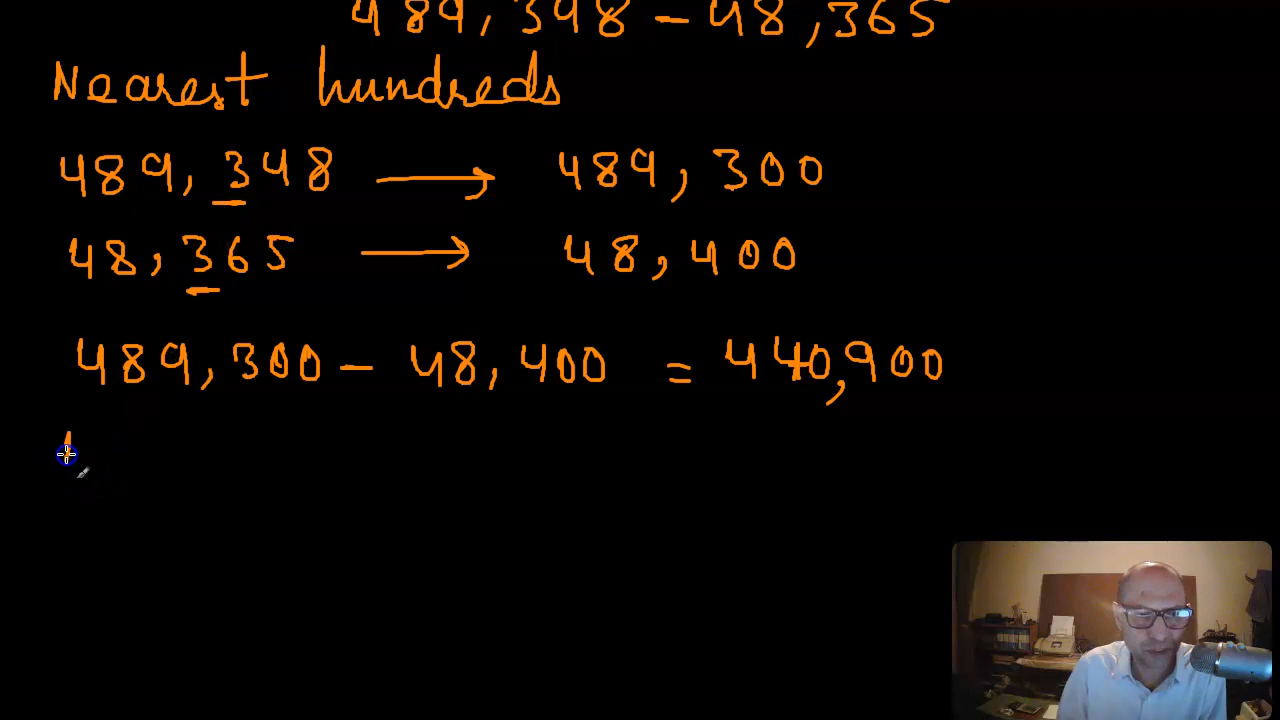 489,348 - 48,365
Nearest hundreds
489,348 → 489,300
48,365 → 48,400
489,300 - 48,400 = 440,900